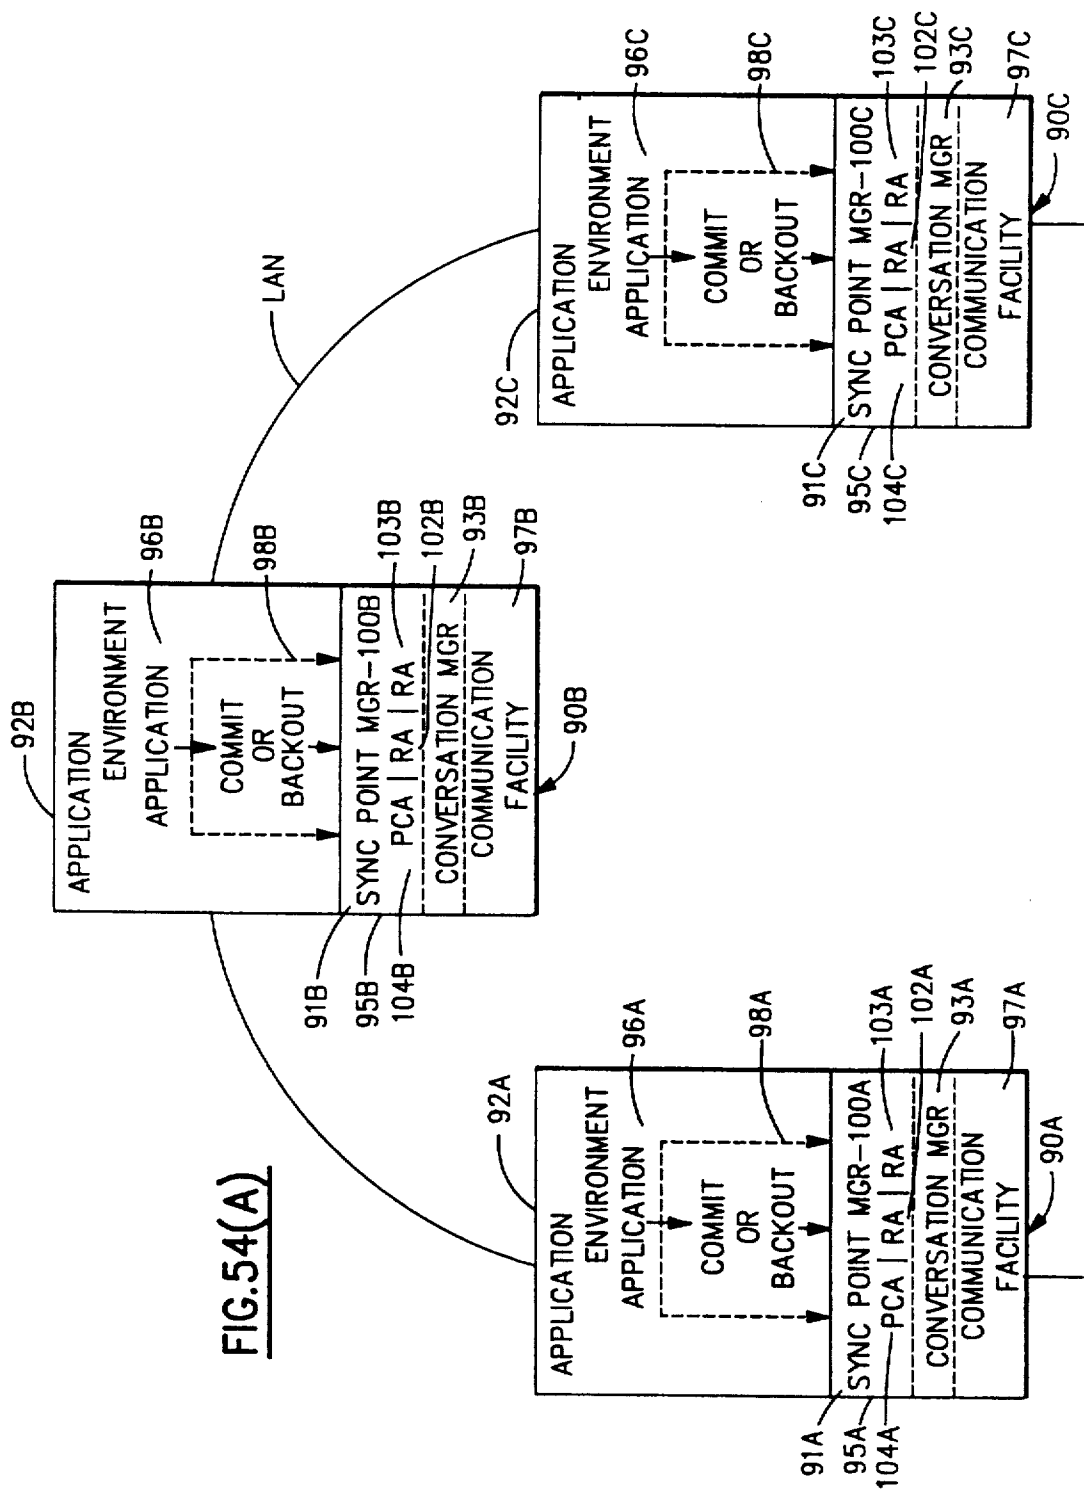 FIG.54(A)
LAN
92A
APPLICATION
ENVIRONMENT
APPLICATION
96A
COMMIT
OR
BACKOUT
98A
91A
SYNC POINT MGR-100A
95A
104A
PCA | RA | RA
103A
102A
CONVERSATION MGR
93A
COMMUNICATION
FACILITY
97A
90A
92B
APPLICATION
ENVIRONMENT
APPLICATION
96B
COMMIT
OR
BACKOUT
98B
91B
SYNC POINT MGR-100B
95B
104B
PCA | RA | RA
103B
102B
CONVERSATION MGR
93B
COMMUNICATION
FACILITY
97B
90B
92C
APPLICATION
ENVIRONMENT
APPLICATION
96C
COMMIT
OR
BACKOUT
98C
91C
SYNC POINT MGR-100C
95C
104C
PCA | RA | RA
103C
102C
CONVERSATION MGR
93C
COMMUNICATION
FACILITY
97C
90C